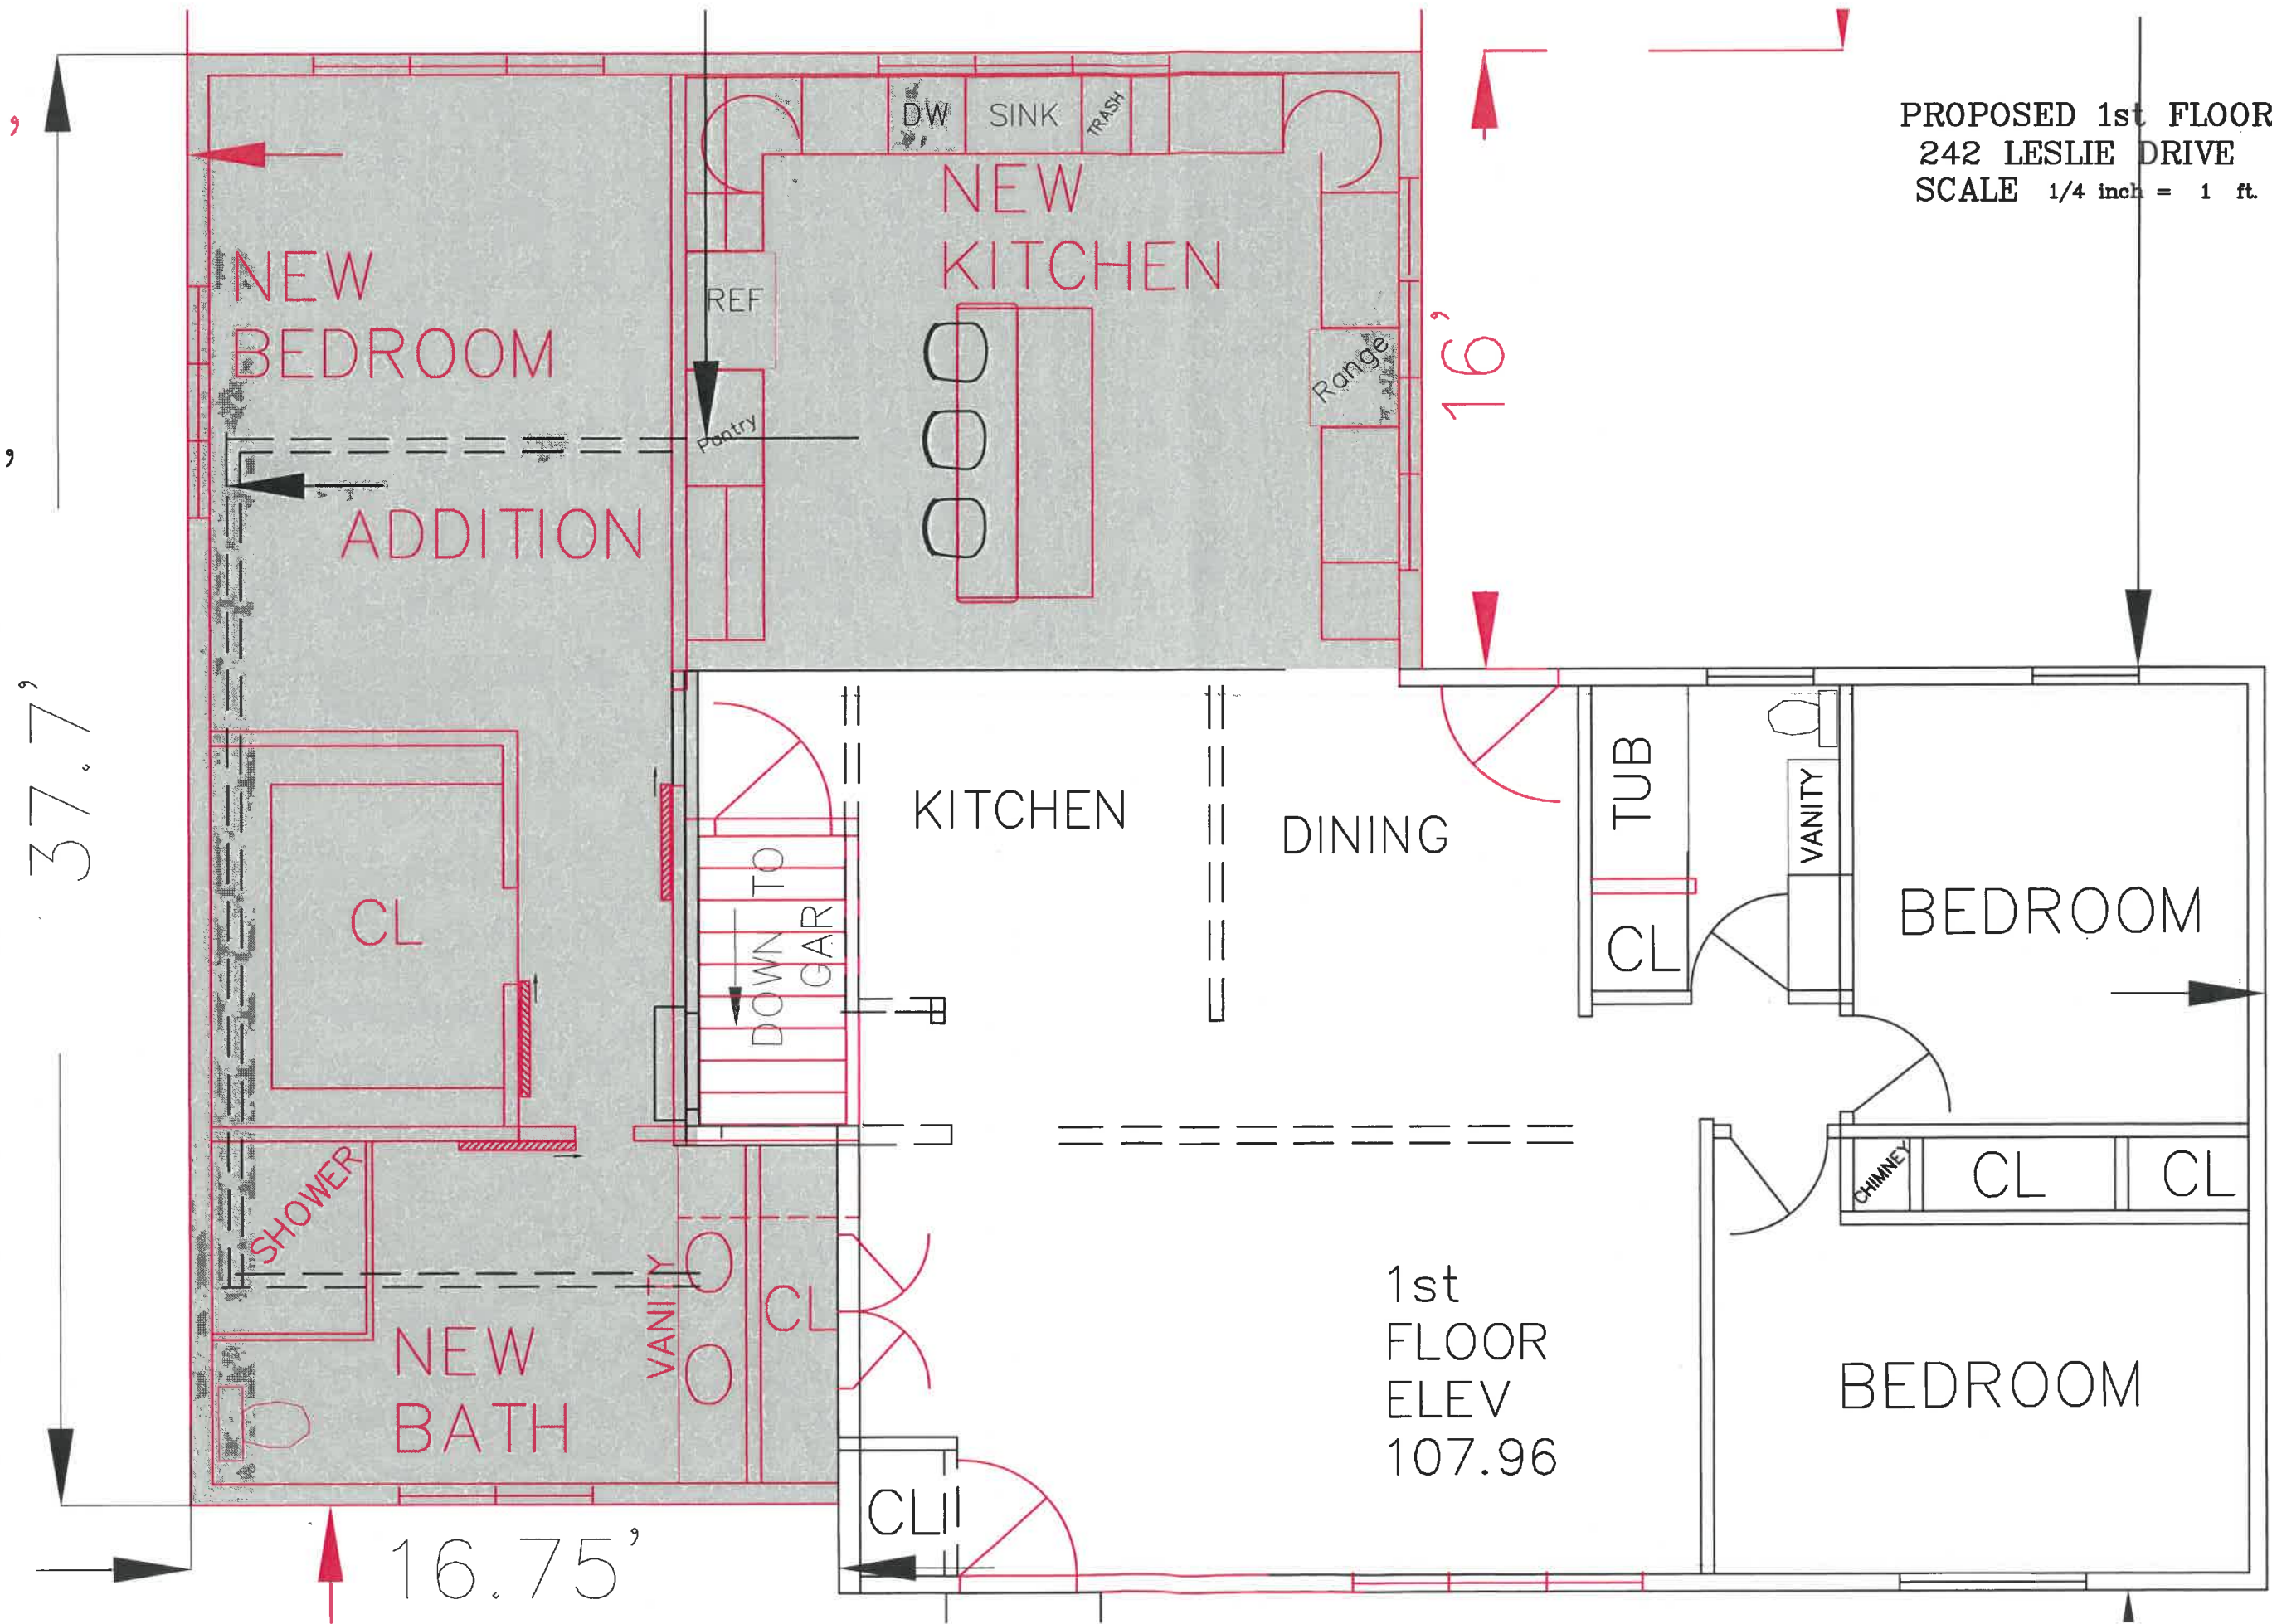 PROPOSED 1st FLOOR
242 LESLIE DRIVE
SCALE 1/4 inch = 1 ft.
DW
SINK
TRASH
NEW
KITCHEN
NEW
BEDROOM
REF
Range
16'
Pantry
ADDITION
37.7'
KITCHEN
DINING
TUB
VANITY
DOWN TO
GAR
CL
CL
BEDROOM
SHOWER
CHIMNEY
CL
CL
VANITY
CL
NEW
BATH
1st
FLOOR
ELEV
107.96
BEDROOM
CL
16.75'